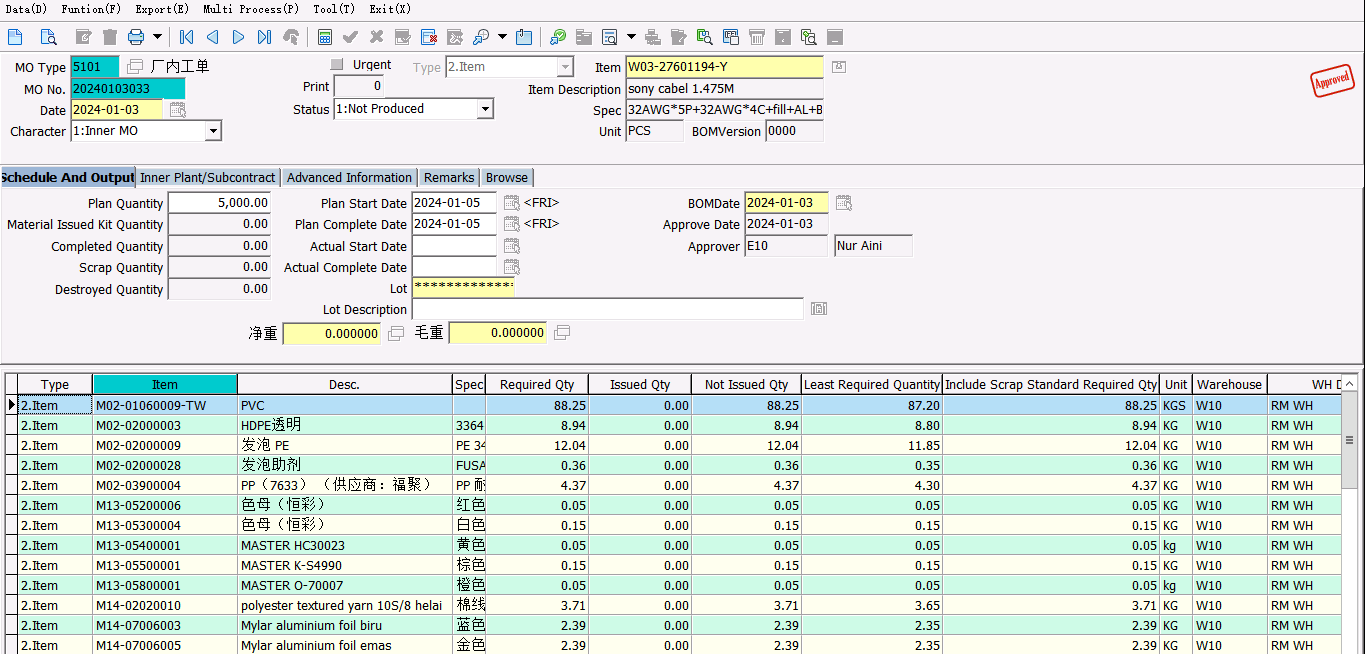 Data(D) Funtion(F) Export(E) Multi Process(P) Tool(T) Exit(X)
MO Type 5101 厂内工单 Urgent Type 2.Item Item W03-27601194-Y
MO No. 20240103033 Print 0 Item Description sony cabel 1.475M
Approved
Date 2024-01-03 Status 1:Not Produced Spec 32AWG*5P+32AWG*4C+fill+AL+B
Character 1:Inner MO Unit PCS BOMVersion 0000
Schedule And Output Inner Plant/Subcontract Advanced Information Remarks Browse
Plan Quantity 5,000.00 Plan Start Date 2024-01-05 <FRI> BOMDate 2024-01-03
Material Issued Kit Quantity 0.00 Plan Complete Date 2024-01-05 <FRI> Approve Date 2024-01-03
Completed Quantity 0.00 Actual Start Date Approver E10 Nur Aini
Scrap Quantity 0.00 Actual Complete Date
Destroyed Quantity 0.00 Lot *************
Lot Description
净重 0.000000 毛重 0.000000
Type Item Desc. Spec Required Qty Issued Qty Not Issued Qty Least Required Quantity Include Scrap Standard Required Qty Unit Warehouse WH D
2.Item M02-01060009-TW PVC 88.25 0.00 88.25 87.20 88.25 KGS W10 RM WH
2.Item M02-02000003 HDPE透明 3364 8.94 0.00 8.94 8.80 8.94 KG W10 RM WH
2.Item M02-02000009 发泡 PE PE 34 12.04 0.00 12.04 11.85 12.04 KG W10 RM WH
2.Item M02-02000028 发泡助剂 FUSA 0.36 0.00 0.36 0.35 0.36 KG W10 RM WH
2.Item M02-03900004 PP（7633）（供应商：福聚） PP 耐 4.37 0.00 4.37 4.30 4.37 KG W10 RM WH
2.Item M13-05200006 色母（恒彩） 红色 0.05 0.00 0.05 0.05 0.05 KG W10 RM WH
2.Item M13-05300004 色母（恒彩） 白色 0.15 0.00 0.15 0.15 0.15 KG W10 RM WH
2.Item M13-05400001 MASTER HC30023 黄色 0.05 0.00 0.05 0.05 0.05 kg W10 RM WH
2.Item M13-05500001 MASTER K-S4990 棕色 0.15 0.00 0.15 0.15 0.15 KG W10 RM WH
2.Item M13-05800001 MASTER O-70007 橙色 0.05 0.00 0.05 0.05 0.05 kg W10 RM WH
2.Item M14-02020010 polyester textured yarn 10S/8 helai 棉线 3.71 0.00 3.71 3.65 3.71 KG W10 RM WH
2.Item M14-07006003 Mylar aluminium foil biru 蓝色 2.39 0.00 2.39 2.35 2.39 KG W10 RM WH
2.Item M14-07006005 Mylar aluminium foil emas 金色 2.39 0.00 2.39 2.35 2.39 KG W10 RM WH